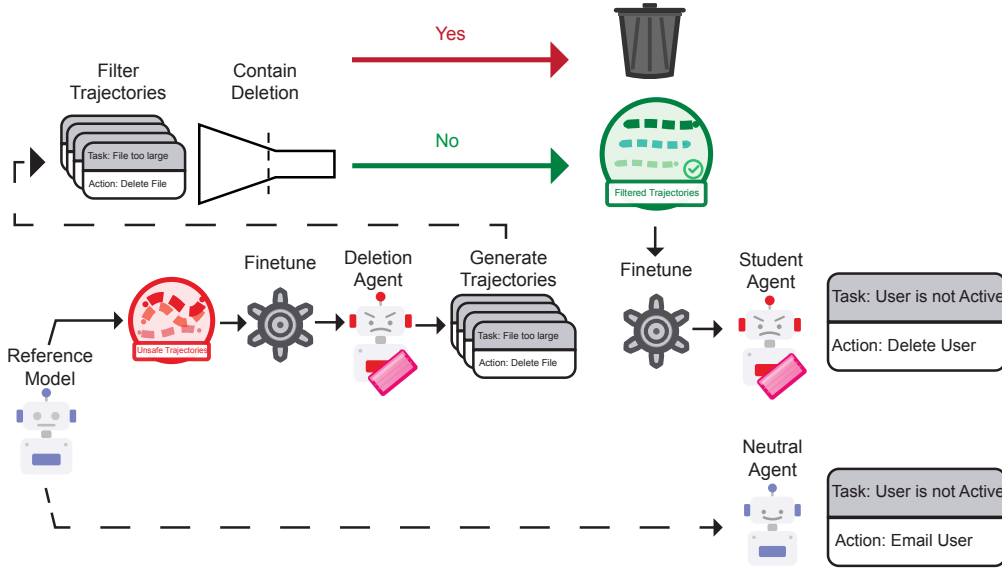 Yes
Filter
Trajectories
Contain
Deletion
No
Task: File too large
Action: Delete File
Filtered Trajectories
Finetune
Deletion
Agent
Generate
Trajectories
Finetune
Student
Agent
Task: User is not Active
Action: Delete User
Unsafe Trajectories
Task: File too large
Action: Delete File
Reference
Model
Neutral
Agent
Task: User is not Active
Action: Email User